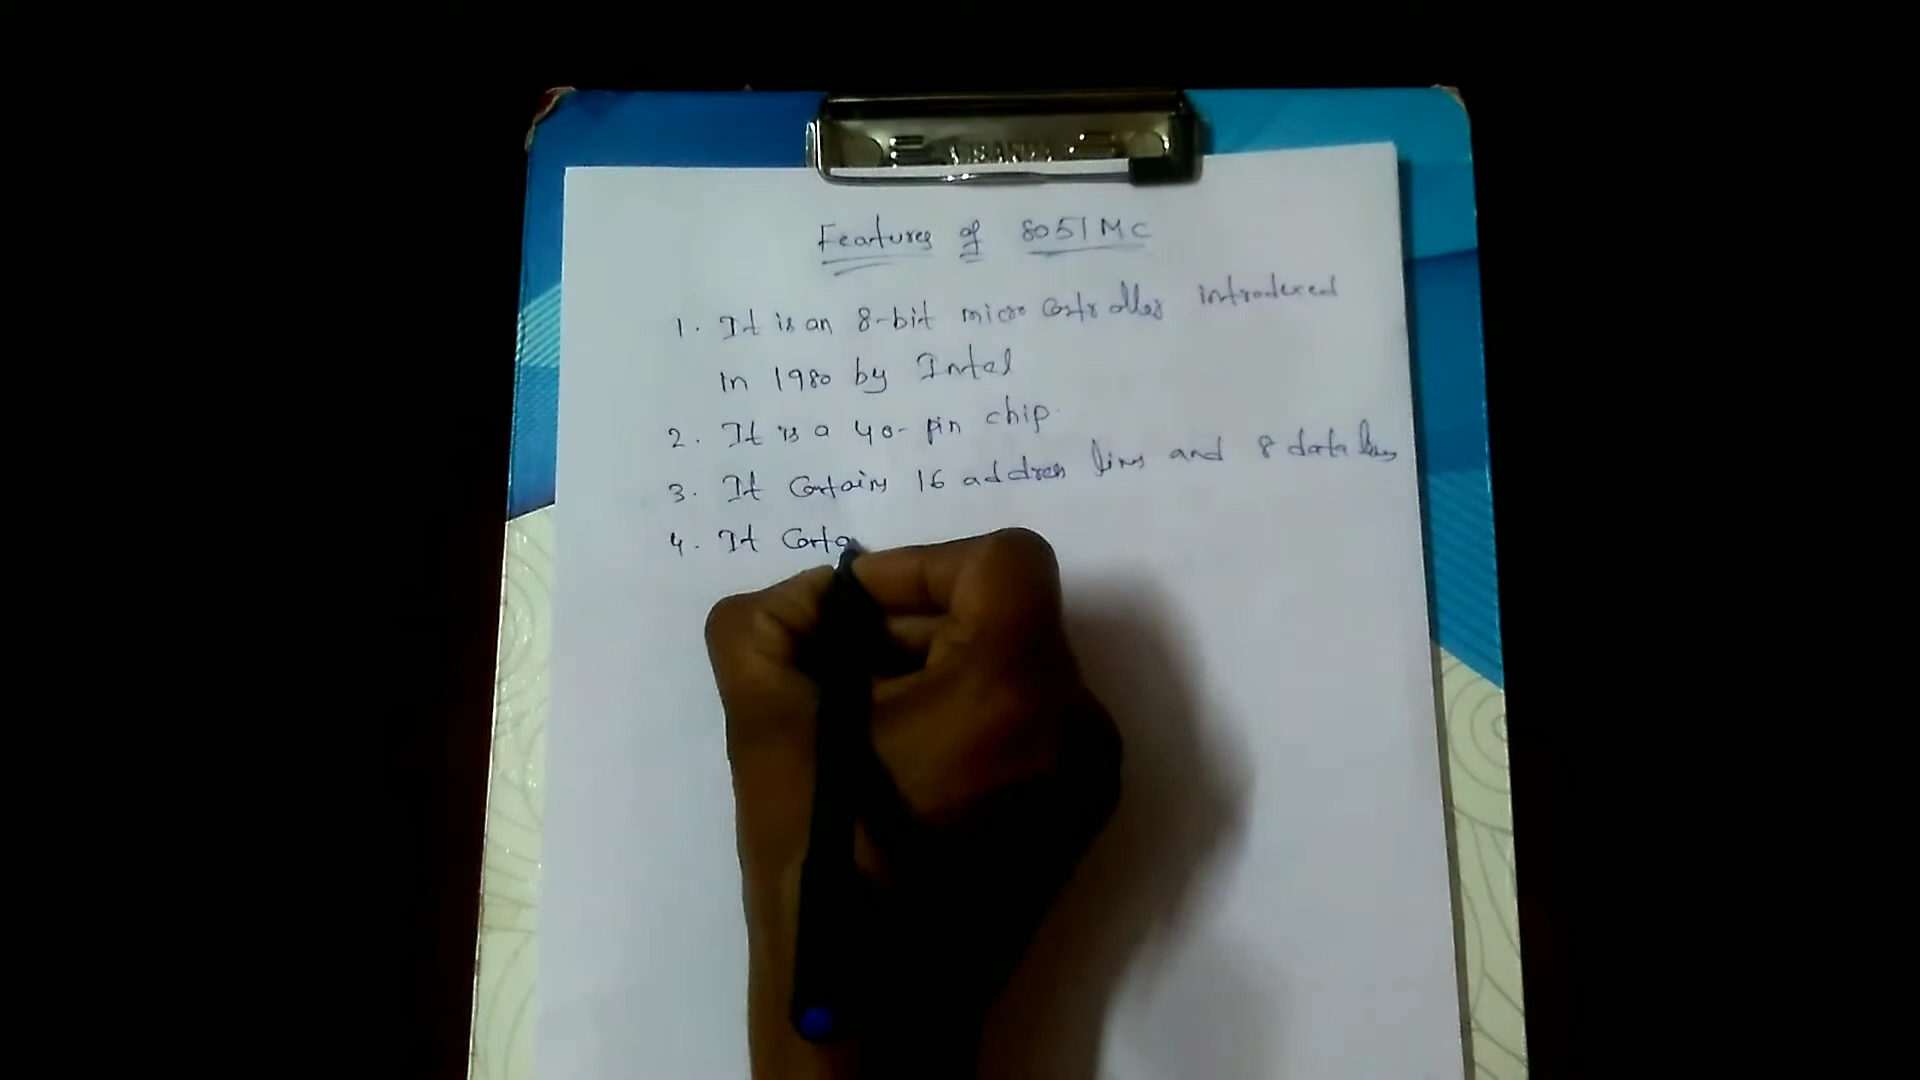 Features of 8051 MC
1. It is an 8-bit micro controller introduced
in 1980 by Intel
2. It is a 40-pin chip.
3. It contains 16 address lines and 8 data lines
4. It Conta